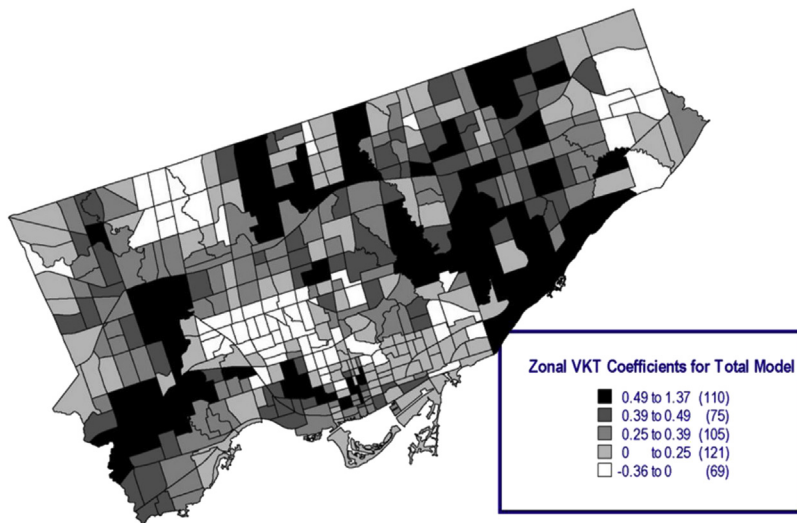 Zonal VKT Coefficients for Total Model
0.49 to 1.37 (110)
0.39 to 0.49 (75)
0.25 to 0.39 (105)
0 to 0.25 (121)
-0.36 to 0 (69)